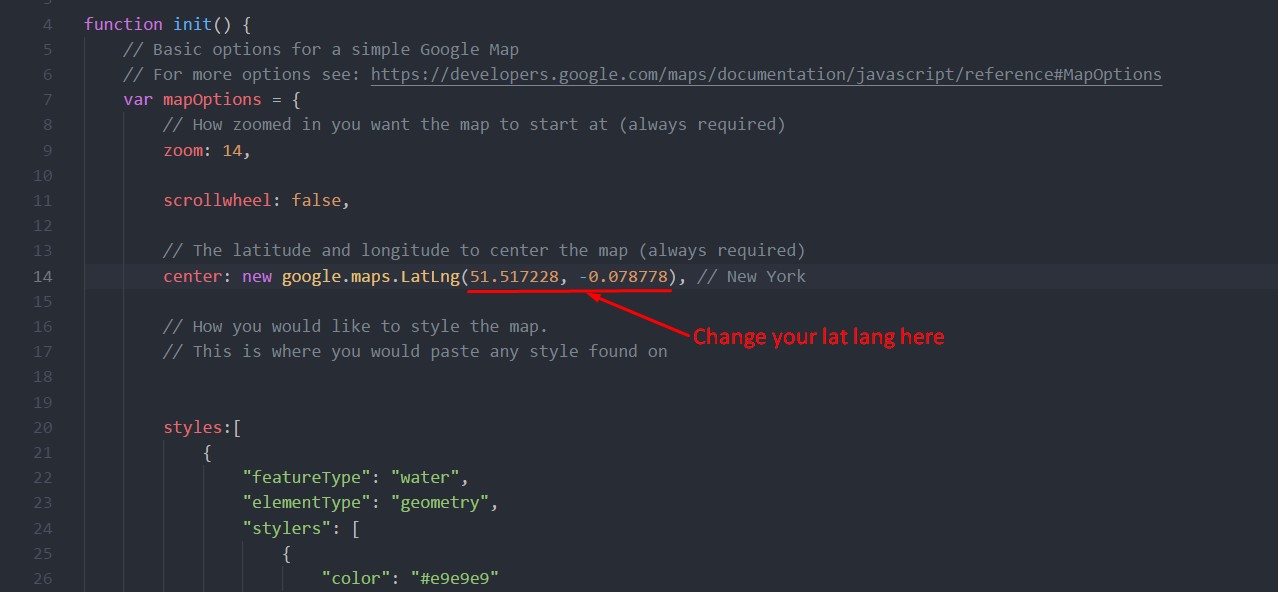 4 function init() {
5 // Basic options for a simple Google Map
6 // For more options see: https://developers.google.com/maps/documentation/javascript/reference#MapOptions
7 var mapOptions = {
8 // How zoomed in you want the map to start at (always required)
9 zoom: 14,
10
11 scrollwheel: false,
12
13 // The latitude and longitude to center the map (always required)
14 center: new google.maps.LatLng(51.517228, -0.078778), // New York
15
Change your lat lang here
16 // How you would like to style the map.
17 // This is where you would paste any style found on
18
19
20 styles:[
21 {
22 "featureType": "water",
23 "elementType": "geometry",
24 "stylers": [
25 {
26 "color": "#e9e9e9"